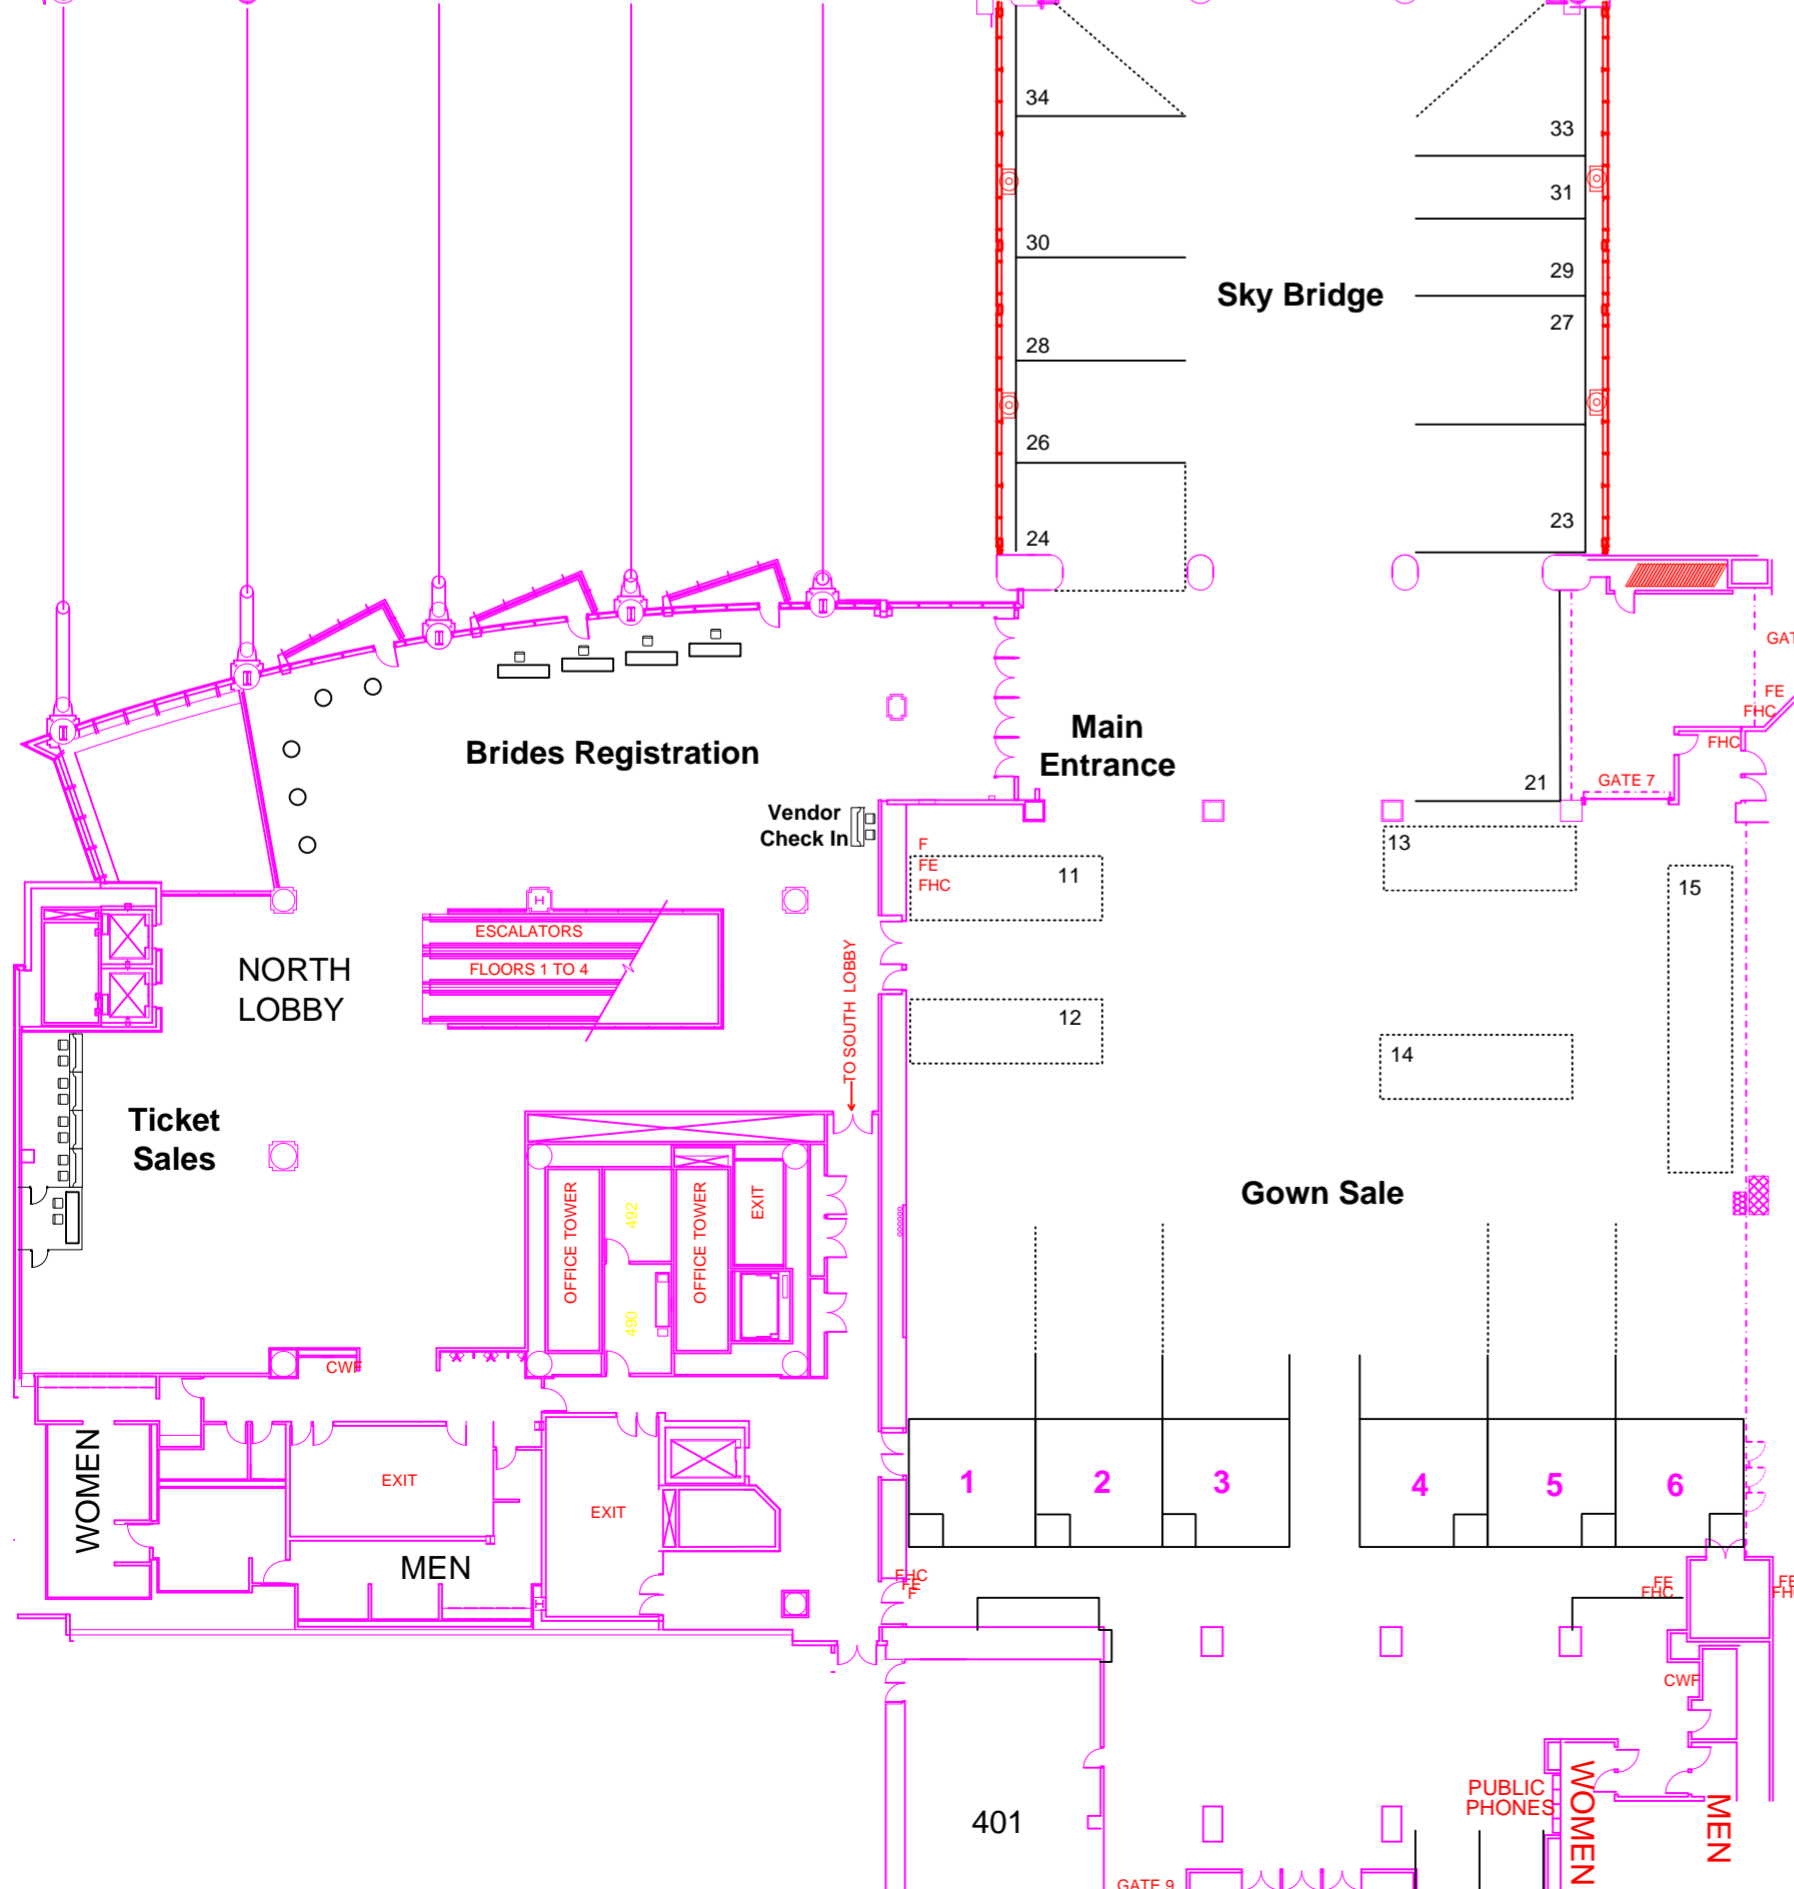 34
33
31
30
29
Sky Bridge
27
28
26
23
24
GATE 7
FE
FHC
FHC
Main
Entrance
Brides Registration
21
Vendor
Check In
F
FE
FHC
11
13
15
ESCALATORS
FLOORS 1 TO 4
NORTH
LOBBY
TO SOUTH LOBBY
12
14
Ticket
Sales
Gown Sale
OFFICE TOWER
492
OFFICE TOWER
EXIT
490
CWF
WOMEN
EXIT
EXIT
MEN
1
2
3
4
5
6
FHC
FE
F
FE
FHC
FE
CWF
PUBLIC
PHONES
WOMEN
MEN
401
GATE 9